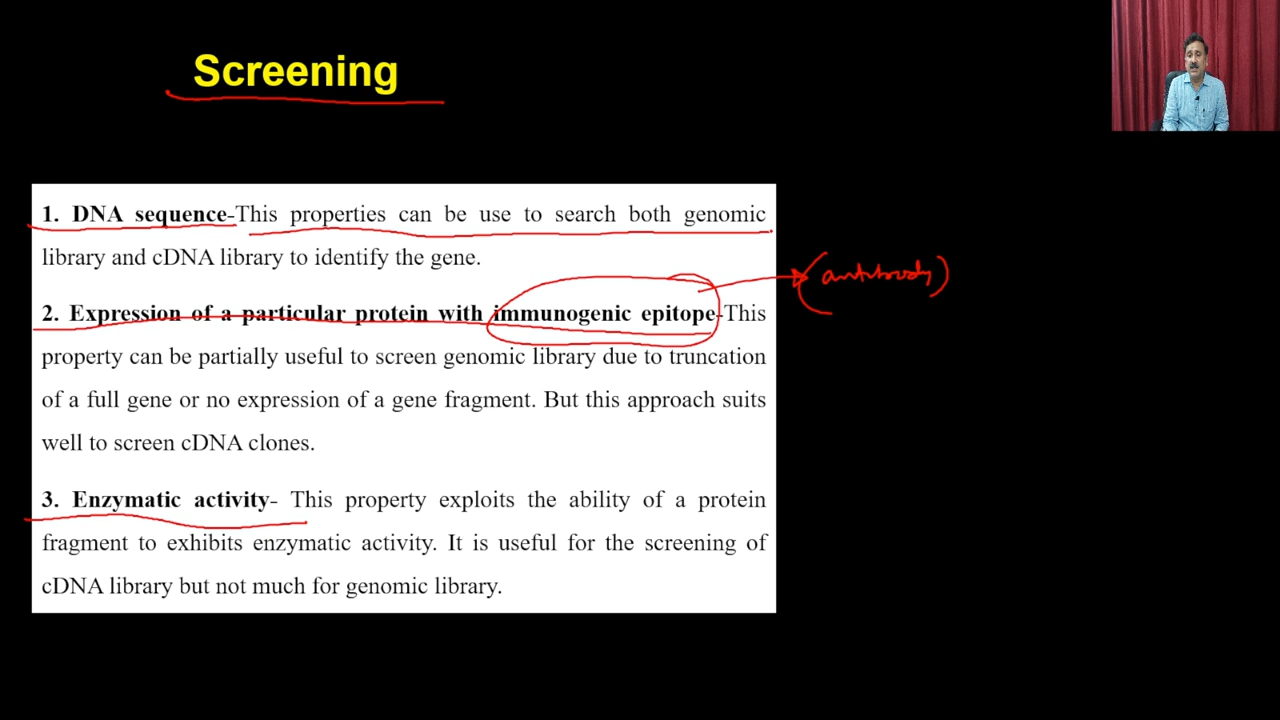 Screening
1. DNA sequence-This properties can be use to search both genomic
library and cDNA library to identify the gene.
2. Expression of a particular protein with immunogenic epitope-This
(antibody)
property can be partially useful to screen genomic library due to truncation
of a full gene or no expression of a gene fragment. But this approach suits
well to screen cDNA clones.
3. Enzymatic activity- This property exploits the ability of a protein
fragment to exhibits enzymatic activity. It is useful for the screening of
cDNA library but not much for genomic library.